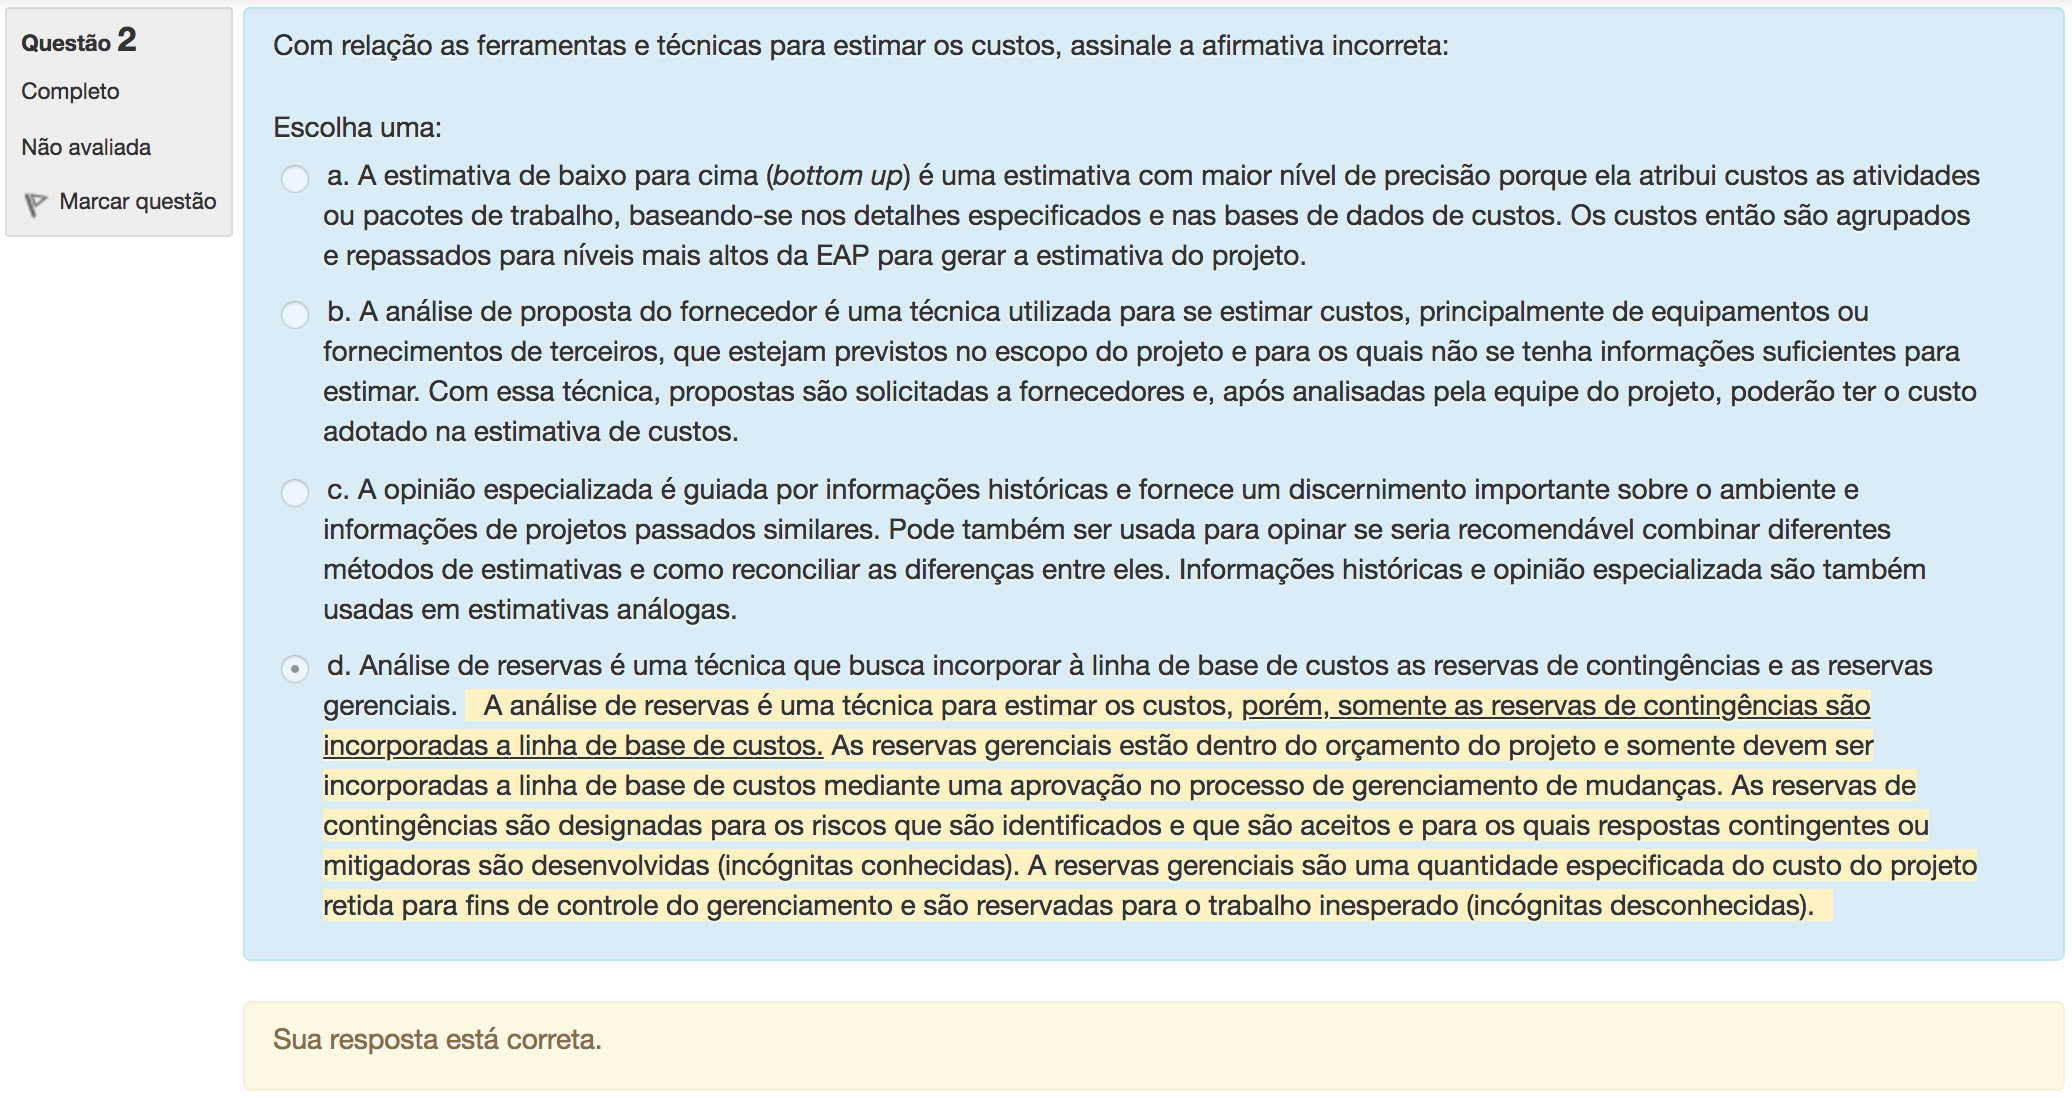 Questão 2
Completo
Não avaliada
Marcar questão
Com relação as ferramentas e técnicas para estimar os custos, assinale a afirmativa incorreta:
Escolha uma:
a. A estimativa de baixo para cima (bottom up) é uma estimativa com maior nível de precisão porque ela atribui custos as atividades
ou pacotes de trabalho, baseando-se nos detalhes especificados e nas bases de dados de custos. Os custos então são agrupados
e repassados para níveis mais altos da EAP para gerar a estimativa do projeto.
b. A análise de proposta do fornecedor é uma técnica utilizada para se estimar custos, principalmente de equipamentos ou
fornecimentos de terceiros, que estejam previstos no escopo do projeto e para os quais não se tenha informações suficientes para
estimar. Com essa técnica, propostas são solicitadas a fornecedores e, após analisadas pela equipe do projeto, poderão ter o custo
adotado na estimativa de custos.
c. A opinião especializada é guiada por informações históricas e fornece um discernimento importante sobre o ambiente e
informações de projetos passados similares. Pode também ser usada para opinar se seria recomendável combinar diferentes
métodos de estimativas e como reconciliar as diferenças entre eles. Informações históricas e opinião especializada são também
usadas em estimativas análogas.
d. Análise de reservas é uma técnica que busca incorporar à linha de base de custos as reservas de contingências e as reservas
gerenciais. A análise de reservas é uma técnica para estimar os custos, porém, somente as reservas de contingências são
incorporadas a linha de base de custos. As reservas gerenciais estão dentro do orçamento do projeto e somente devem ser
incorporadas a linha de base de custos mediante uma aprovação no processo de gerenciamento de mudanças. As reservas de
contingências são designadas para os riscos que são identificados e que são aceitos e para os quais respostas contingentes ou
mitigadoras são desenvolvidas (incógnitas conhecidas). A reservas gerenciais são uma quantidade especificada do custo do projeto
retida para fins de controle do gerenciamento e são reservadas para o trabalho inesperado (incógnitas desconhecidas).
Sua resposta está correta.